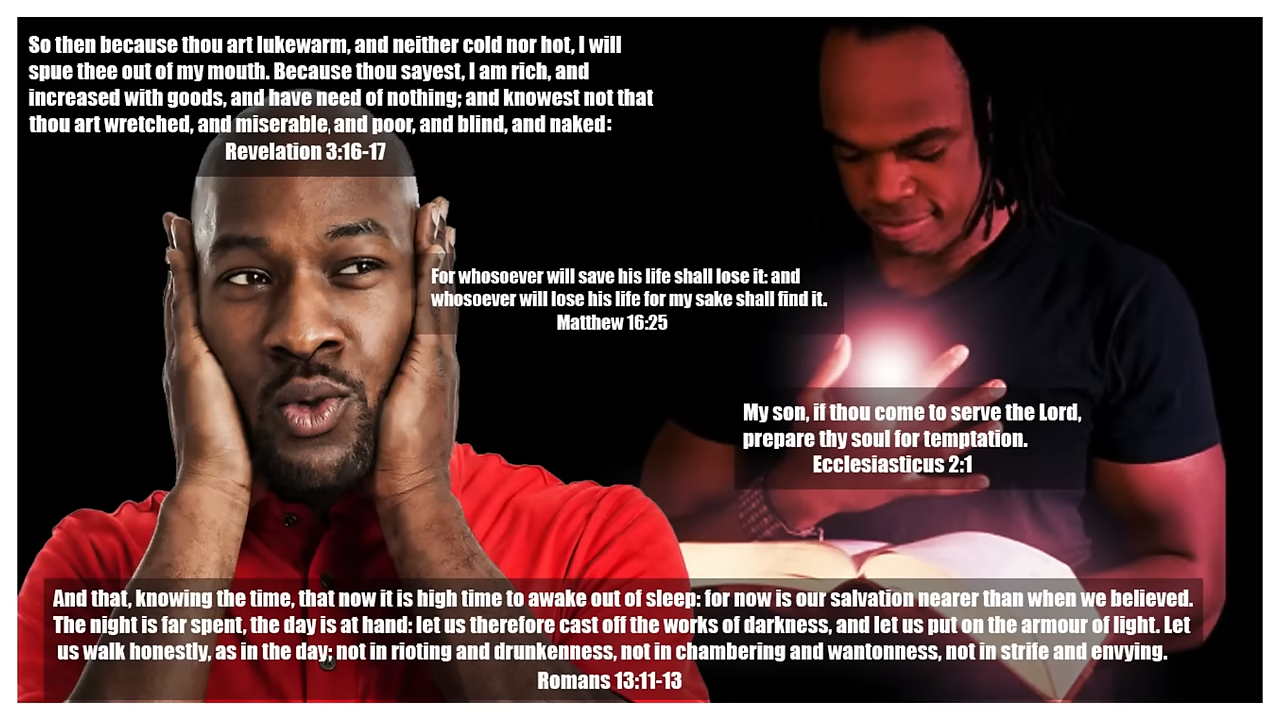 So then because thou art lukewarm, and neither cold nor hot, I will
spue thee out of my mouth. Because thou sayest, I am rich, and
increased with goods, and have need of nothing; and knowest not that
thou art wretched, and miserable, and poor, and blind, and naked:
Revelation 3:16-17
For whosoever will save his life shall lose it: and
whosoever will lose his life for my sake shall find it.
Matthew 16:25
My son, if thou come to serve the Lord,
prepare thy soul for temptation.
Ecclesiasticus 2:1
And that, knowing the time, that now it is high time to awake out of sleep: for now is our salvation nearer than when we believed.
The night is far spent, the day is at hand: let us therefore cast off the works of darkness, and let us put on the armour of light. Let
us walk honestly, as in the day; not in rioting and drunkenness, not in chambering and wantonness, not in strife and envying.
Romans 13:11-13